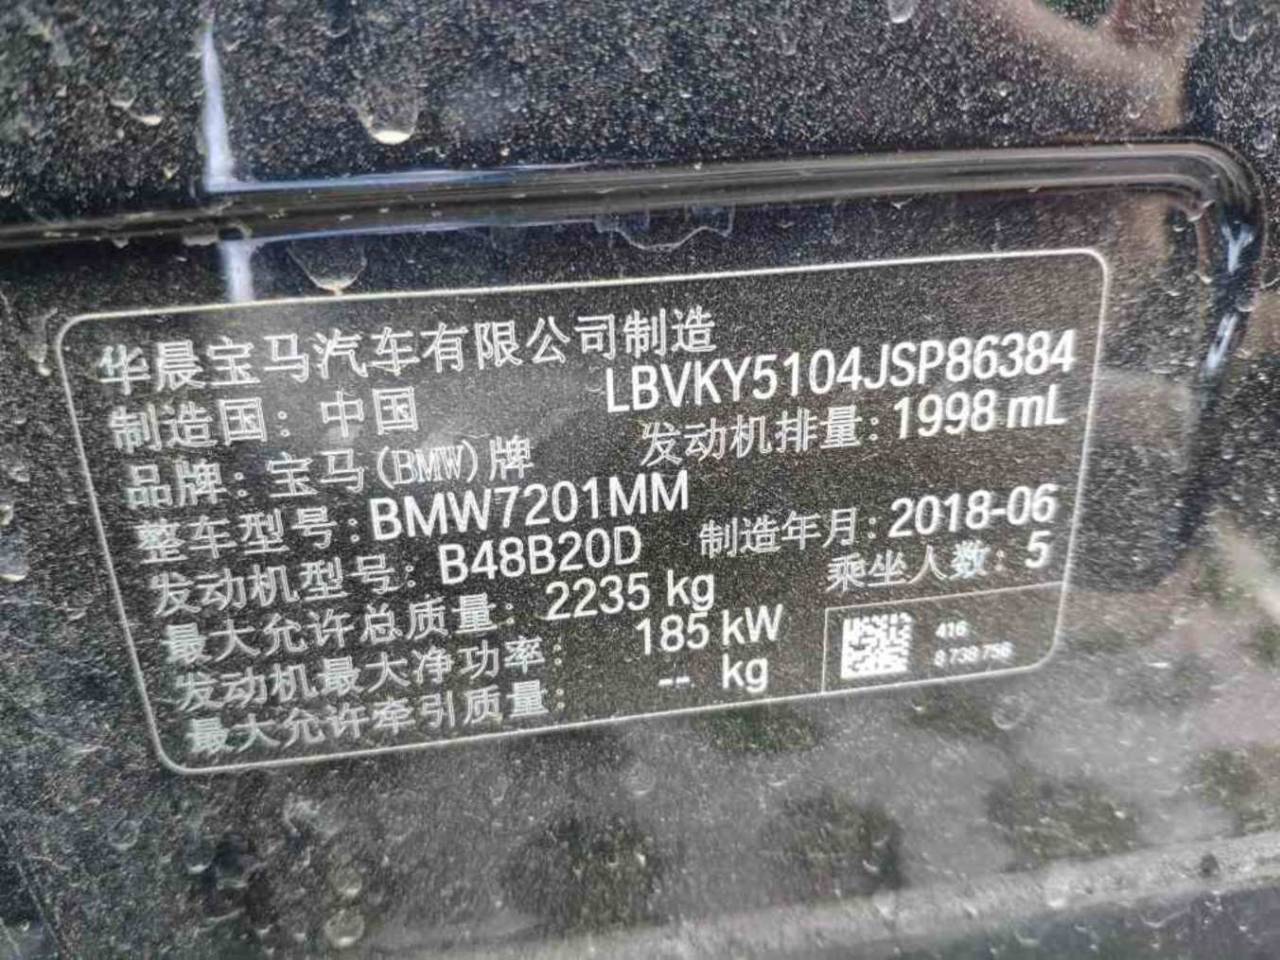 华晨宝马汽车有限公司制造
制造国：中国 LBVKY5104JSP86384
品牌：宝马(BMW)牌 发动机排量：1998 mL
整车型号：BMW7201MM
发动机型号：B48B20D 制造年月：2018-06
最大允许总质量：2235 kg 乘坐人数：5
发动机最大净功率：185 kW
最大允许牵引质量：-- kg
416
8 738 756